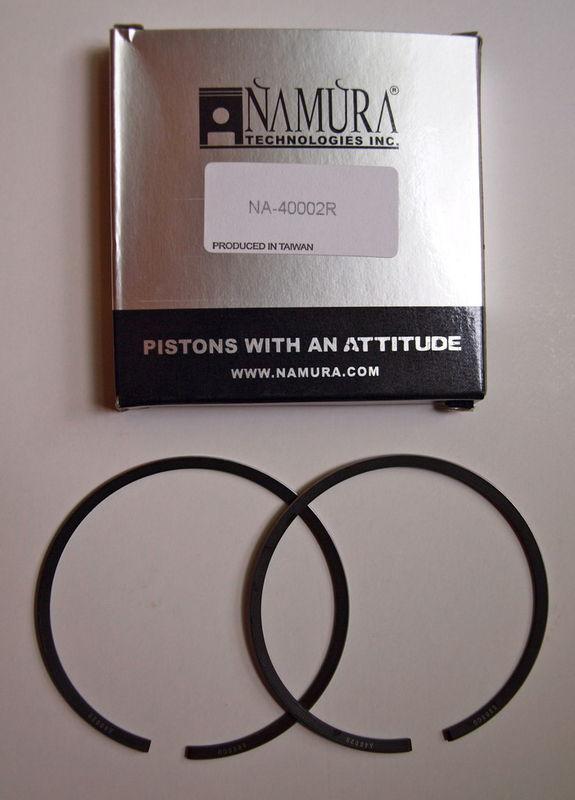 NAMURA®
TECHNOLOGIES INC.
NA-40002R
PRODUCED IN TAIWAN
PISTONS WITH AN ATTITUDE
WWW.NAMURA.COM